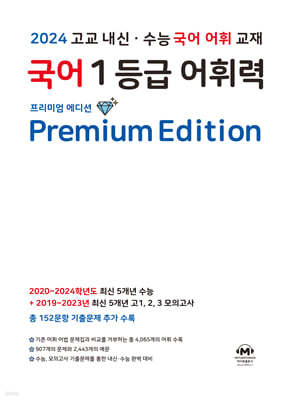 2024 고교 내신 · 수능 국어 어휘 교재
국어 1등급 어휘력
프리미엄 에디션
Premium Edition
2020~2024학년도 최신 5개년 수능
+ 2019~2023년 최신 5개년 고1, 2, 3 모의고사
총 152문항 기출문제 추가 수록
기존 어휘·어법 문제집과 비교를 거부하는 총 4,065개의 어휘 수록
907개의 문제와 2,443개의 예문
수능, 모의고사 기출문제를 통한 내신·수능 완벽 대비